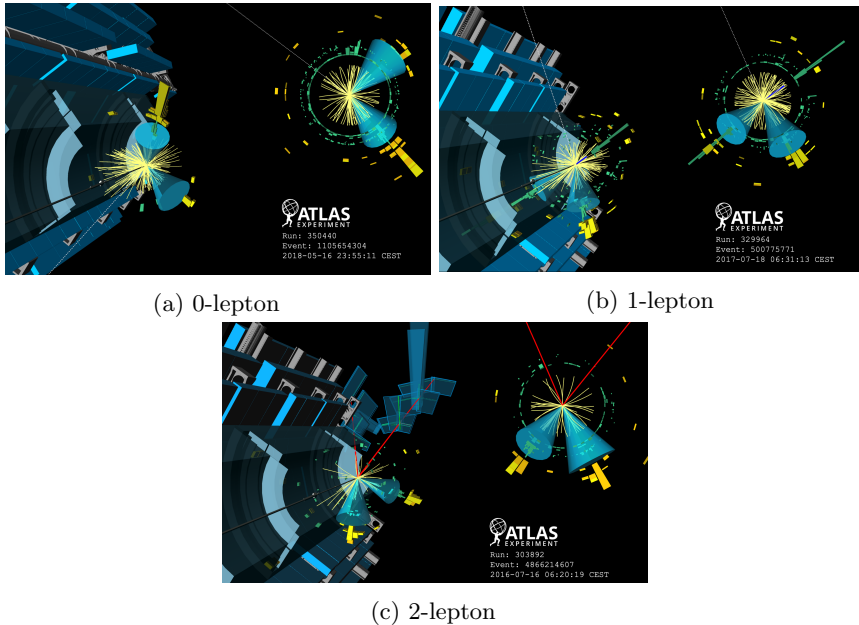 ATLAS
EXPERIMENT
Run: 350440
Event: 1105654304
2018-05-16 23:55:11 CEST
ATLAS
EXPERIMENT
Run: 329964
Event: 500775771
2017-07-18 06:31:13 CEST
(a) 0-lepton
(b) 1-lepton
ATLAS
EXPERIMENT
Run: 303892
Event: 4866214607
2016-07-16 06:20:19 CEST
(c) 2-lepton